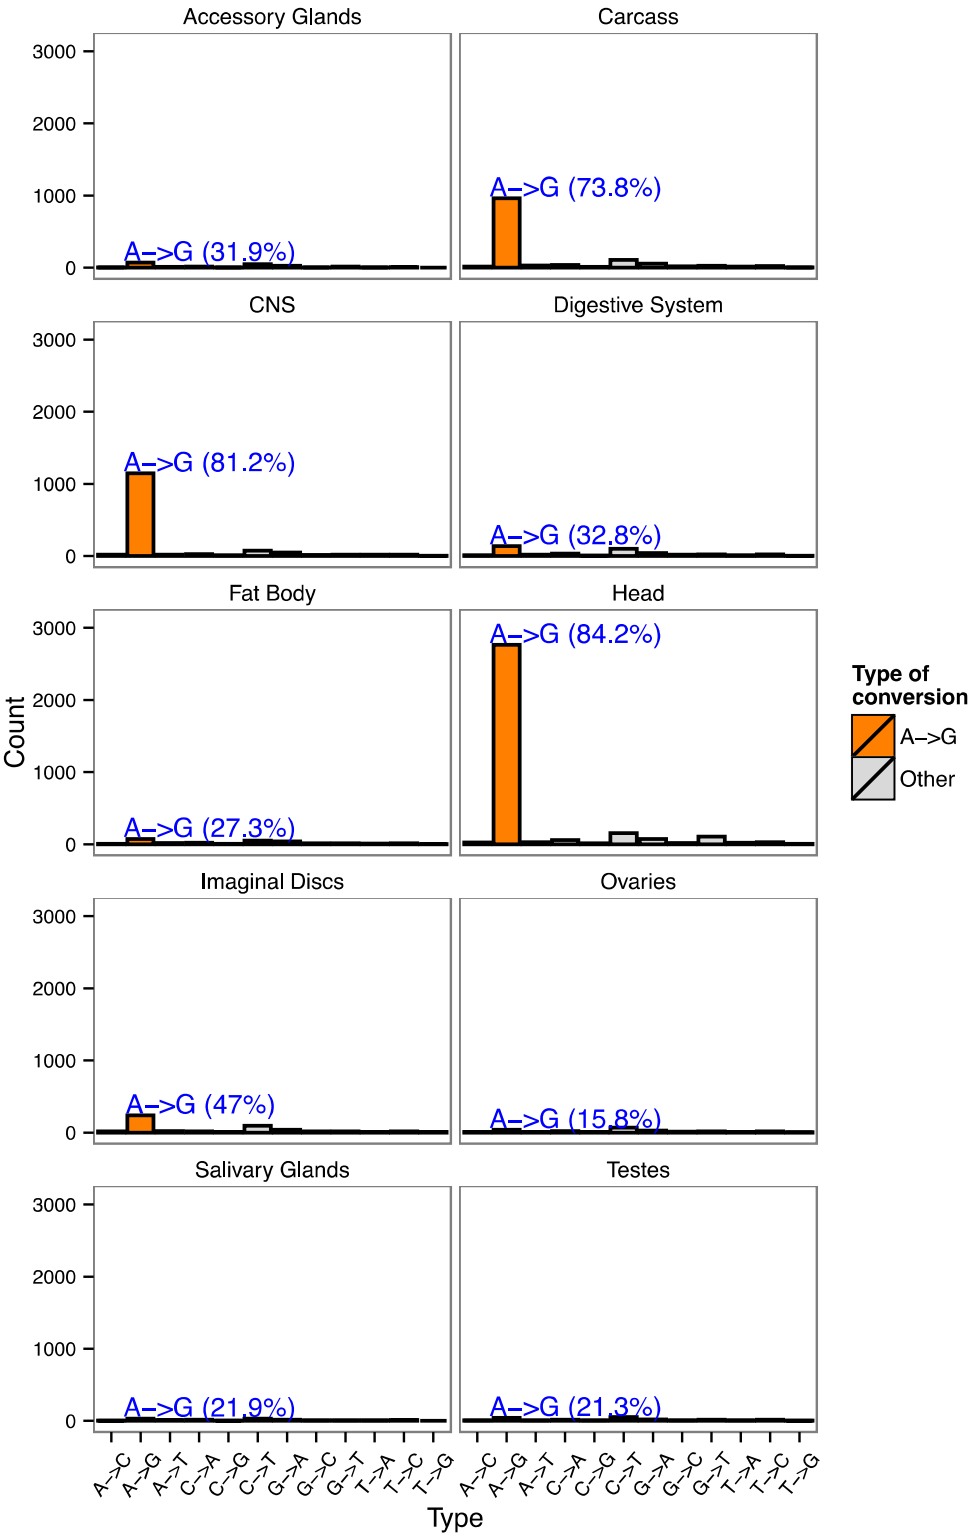 Accessory Glands
Carcass
3000
2000
1000
0
A–>G (31.9%)
A–>G (73.8%)
CNS
Digestive System
3000
2000
1000
0
A–>G (81.2%)
A–>G (32.8%)
Fat Body
Head
3000
2000
1000
0
A–>G (27.3%)
A–>G (84.2%)
Count
Type of
conversion
A–>G
Other
Imaginal Discs
Ovaries
3000
2000
1000
0
A–>G (47%)
A–>G (15.8%)
Salivary Glands
Testes
3000
2000
1000
0
A–>G (21.9%)
A–>G (21.3%)
A–>C
A–>G
A–>T
C–>A
C–>G
C–>T
G–>A
G–>C
G–>T
T–>A
T–>C
T–>G
A–>C
A–>G
A–>T
C–>A
C–>G
C–>T
G–>A
G–>C
G–>T
T–>A
T–>C
T–>G
Type